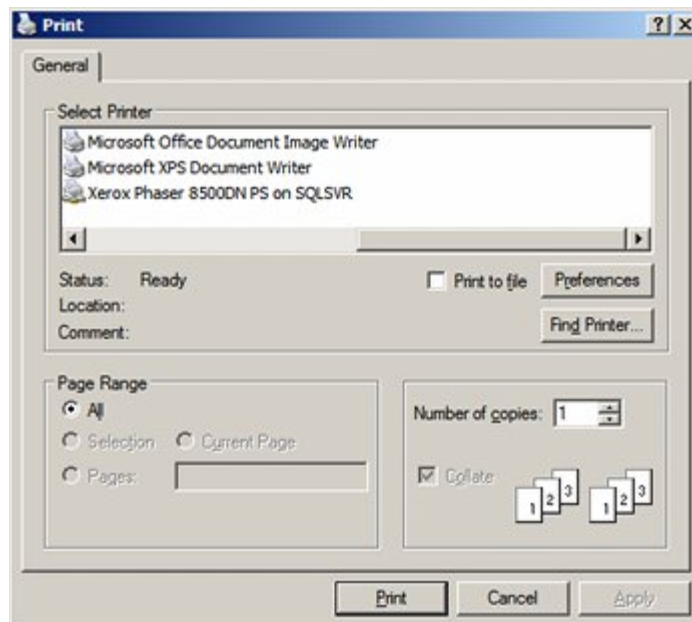 Print
General
Select Printer
Microsoft Office Document Image Writer
Microsoft XPS Document Writer
Xerox Phaser 8500DN PS on SQLSVR
Status: Ready
Print to file
Preferences
Location:
Comment:
Find Printer...
Page Range
All
Selection
Current Page
Pages:
Number of copies: 1
Collate
1 2 3 1 2 3
Print
Cancel
Apply